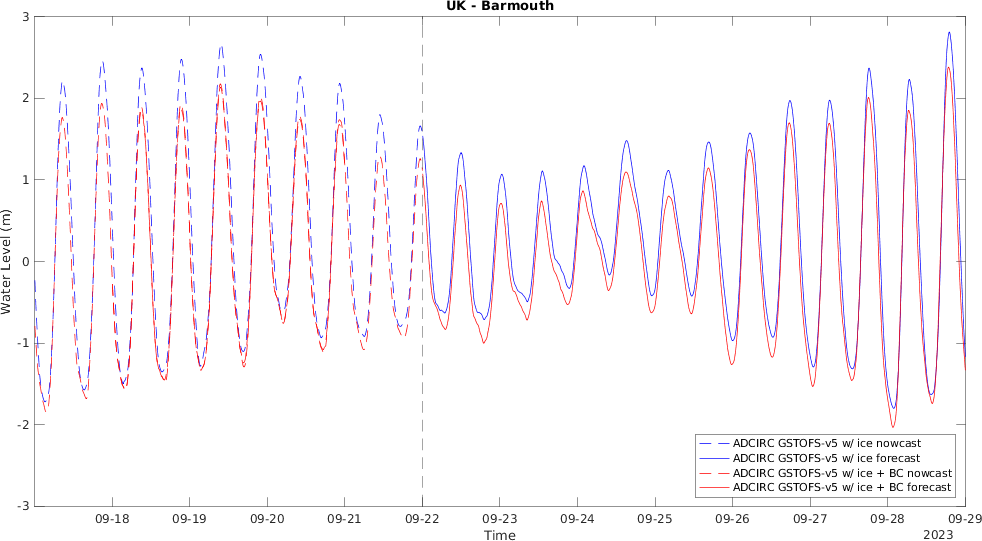 UK - Barmouth
Water Level (m)
3
2
1
0
-1
-2
-3
ADCIRC GSTOFS-v5 w/ ice nowcast
ADCIRC GSTOFS-v5 w/ ice forecast
ADCIRC GSTOFS-v5 w/ ice + BC nowcast
ADCIRC GSTOFS-v5 w/ ice + BC forecast
09-18 09-19 09-20 09-21 09-22 09-23 09-24 09-25 09-26 09-27 09-28 09-29
Time
2023